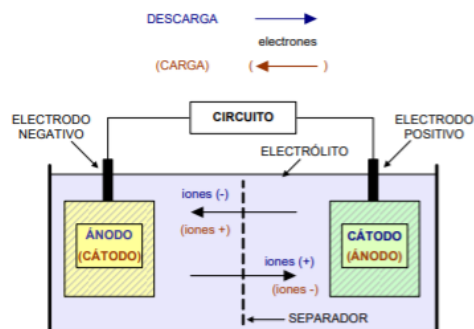 DESCARGA
electrones
(CARGA) ( )
CIRCUITO
ELECTRODO
NEGATIVO
ELECTRODO
POSITIVO
ELECTRÓLITO
iones (-)
(iones +)
ÁNODO
(CÁTODO)
CÁTODO
(ÁNODO)
iones (+)
(iones -)
SEPARADOR